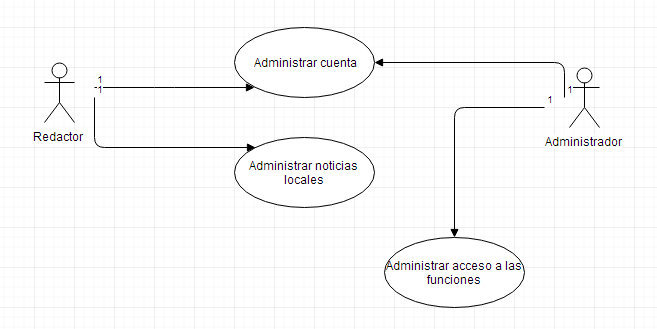 Administrar cuenta
1
1
1
1
Redactor
Administrador
Administrar noticias
locales
Administrar acceso a las
funciones